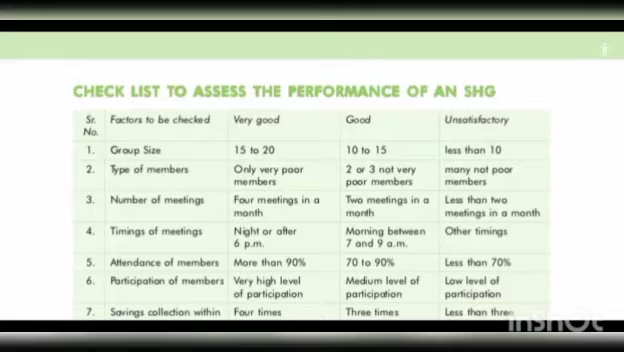 CHECK LIST TO ASSESS THE PERFORMANCE OF AN SHG
Sr. No. Factors to be checked Very good Good Unsatisfactory
1. Group Size 15 to 20 10 to 15 less than 10
2. Type of members Only very poor members 2 or 3 not very poor members many not poor members
3. Number of meetings Four meetings in a month Two meetings in a month Less than two meetings in a month
4. Timings of meetings Night or after 6 p.m. Morning between 7 and 9 a.m. Other timings
5. Attendance of members More than 90% 70 to 90% Less than 70%
6. Participation of members Very high level of participation Medium level of participation Low level of participation
7. Savings collection within Four times Three times Less than three
InShOt